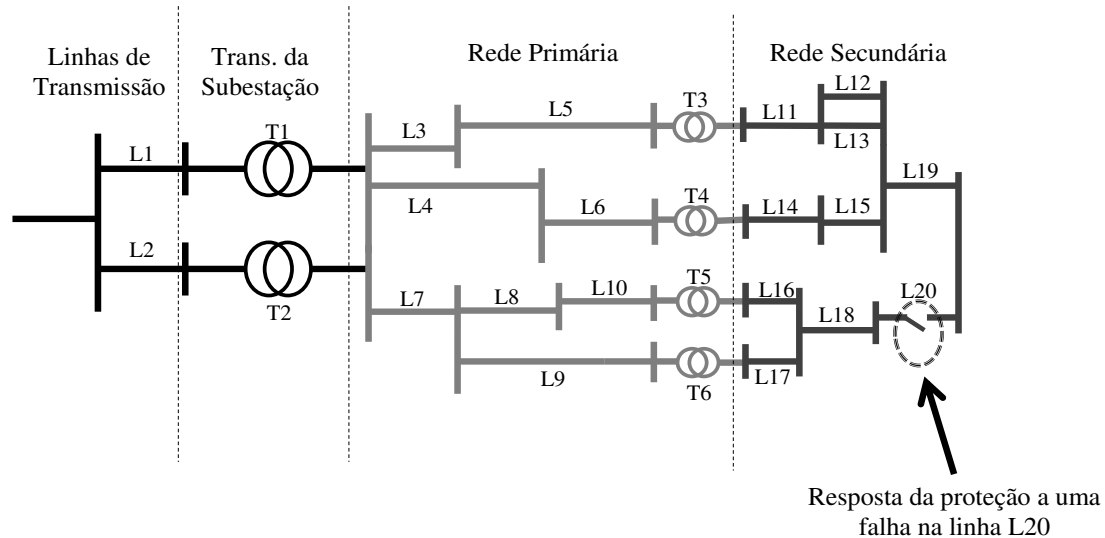 Linhas de
Transmissão
Trans. da
Subestação
Rede Primária
Rede Secundária
L1
L2
T1
T2
L3
L4
L5
L6
L7
L8
L9
L10
T3
T4
T5
T6
L11
L12
L13
L14
L15
L16
L17
L18
L19
L20
Resposta da proteção a uma
falha na linha L20